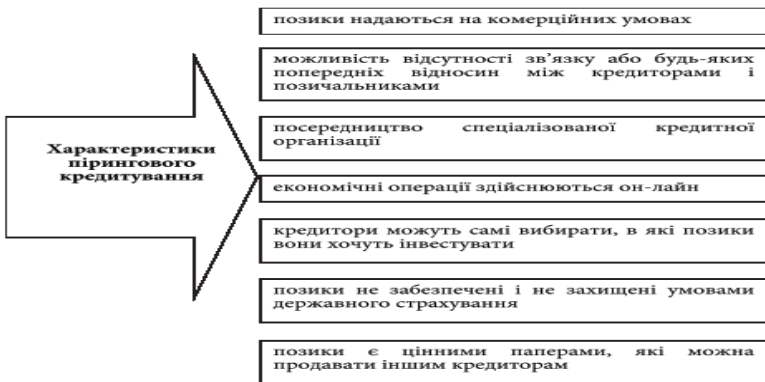 Характеристики
пірингового
кредитування
позики надаються на комерційних умовах
можливість відсутності зв’язку або будь-яких
попередніх відносин між кредиторами і
позичальниками
посередництво спеціалізованої кредитної
організації
економічні операції здійснюються он-лайн
кредитори можуть самі вибирати, в які позики
вони хочуть інвестувати
позики не забезпечені і не захищені умовами
державного страхування
позики є цінними паперами, які можна
продавати іншим кредиторам